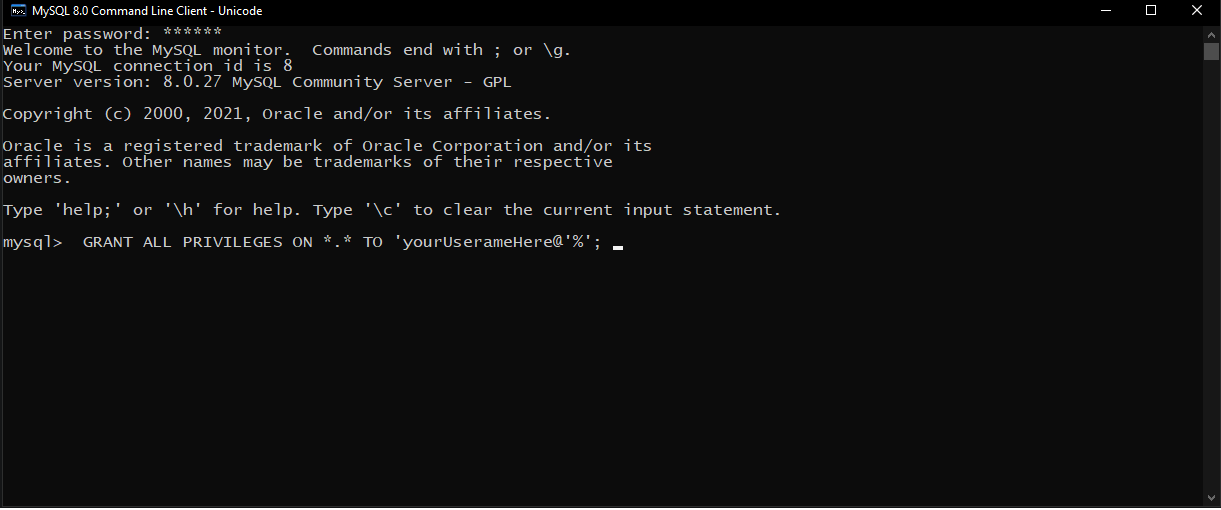 MySQL 8.0 Command Line Client - Unicode
Enter password: ******
Welcome to the MySQL monitor.  Commands end with ; or \g.
Your MySQL connection id is 8
Server version: 8.0.27 MySQL Community Server - GPL
Copyright (c) 2000, 2021, Oracle and/or its affiliates.
Oracle is a registered trademark of Oracle Corporation and/or its
affiliates. Other names may be trademarks of their respective
owners.
Type 'help;' or '\h' for help. Type '\c' to clear the current input statement.
mysql>  GRANT ALL PRIVILEGES ON *.* TO 'yourUserameHere@'%';